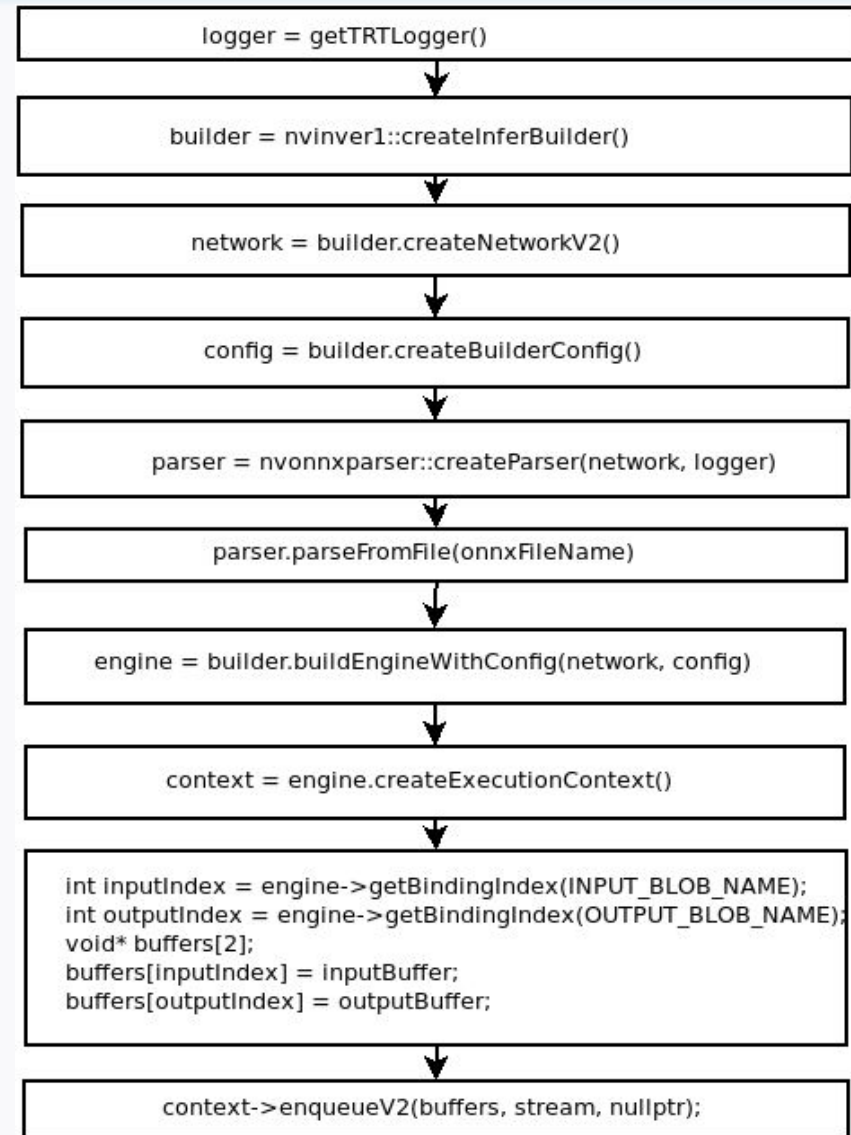 logger = getTRTLogger()
builder = nvinver1::createInferBuilder()
network = builder.createNetworkV2()
config = builder.createBuilderConfig()
parser = nvonnxparser::createParser(network, logger)
parser.parseFromFile(onnxFileName)
engine = builder.buildEngineWithConfig(network, config)
context = engine.createExecutionContext()
int inputIndex = engine->getBindingIndex(INPUT_BLOB_NAME);
int outputIndex = engine->getBindingIndex(OUTPUT_BLOB_NAME);
void* buffers[2];
buffers[inputIndex] = inputBuffer;
buffers[outputIndex] = outputBuffer;
context->enqueueV2(buffers, stream, nullptr);